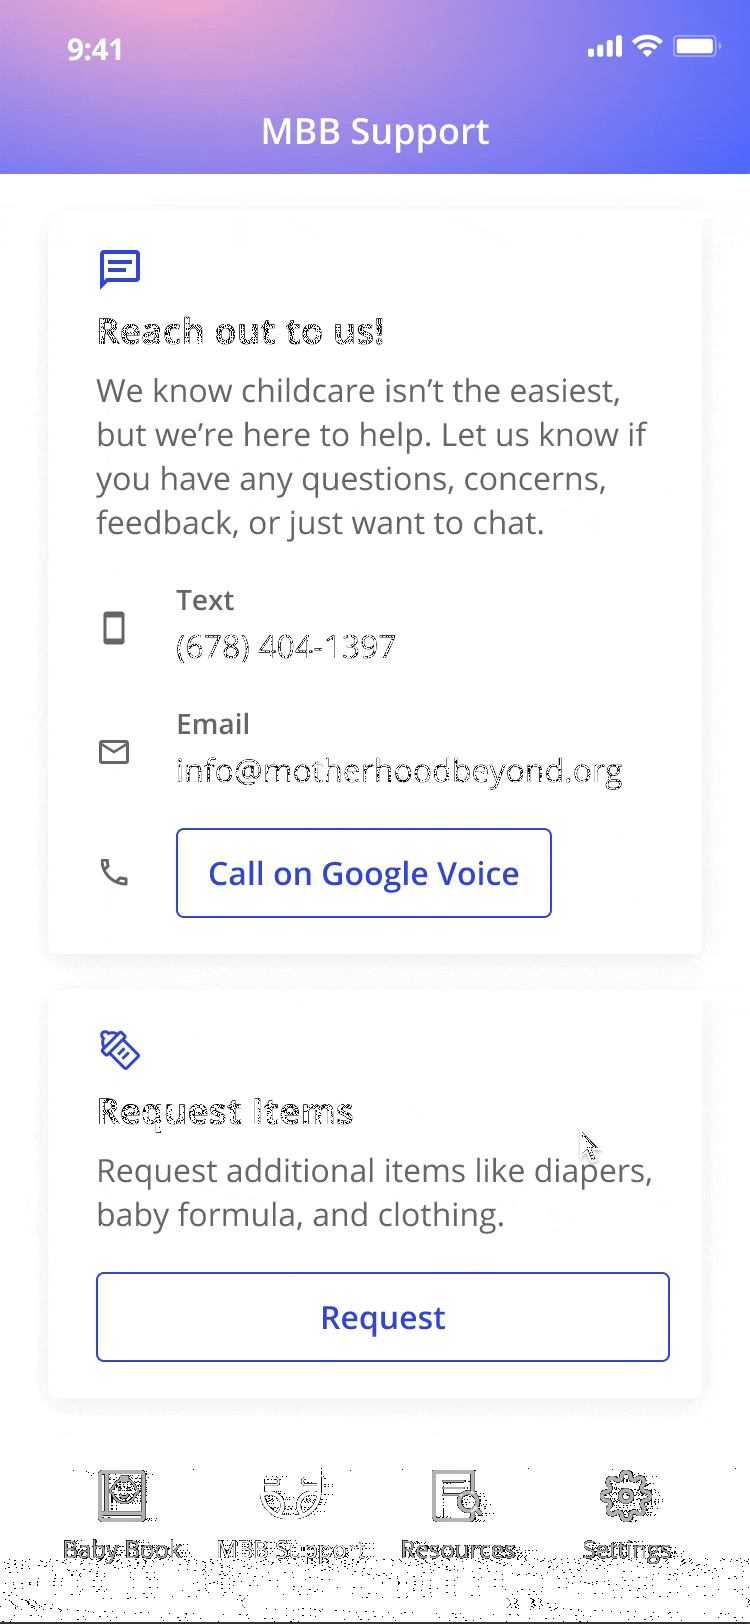 9:41
MBB Support
Reach out to us!
We know childcare isn’t the easiest,
but we’re here to help. Let us know if
you have any questions, concerns,
feedback, or just want to chat.
Text
(678) 404-1397
Email
info@motherhoodbeyond.org
Call on Google Voice
Request Items
Request additional items like diapers,
baby formula, and clothing.
Request
Baby Book MBB Support Resources Settings